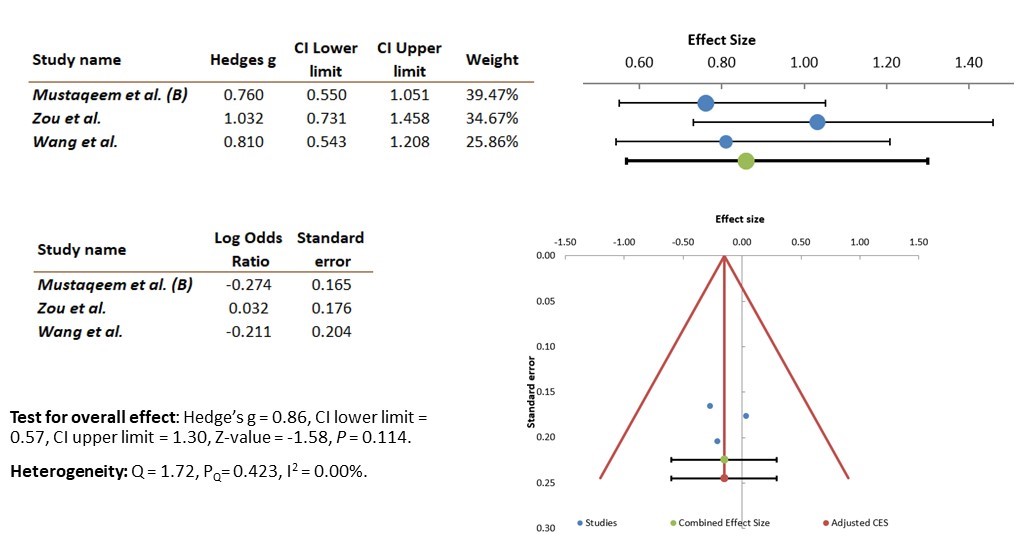 Study name Hedges g CI Lower limit CI Upper limit Weight
Mustaqeem et al. (B) 0.760 0.550 1.051 39.47%
Zou et al. 1.032 0.731 1.458 34.67%
Wang et al. 0.810 0.543 1.208 25.86%
Effect Size
0.60 0.80 1.00 1.20 1.40
Study name Log Odds Ratio Standard error
Mustaqeem et al. (B) -0.274 0.165
Zou et al. 0.032 0.176
Wang et al. -0.211 0.204
Test for overall effect: Hedge's g = 0.86, CI lower limit =
0.57, CI upper limit = 1.30, Z-value = -1.58, P = 0.114.
Heterogeneity: Q = 1.72, PQ= 0.423, I2 = 0.00%.
Effect size
-1.50 -1.00 -0.50 0.00 0.50 1.00 1.50
Standard error
0.00
0.05
0.10
0.15
0.20
0.25
0.30
Studies Combined Effect Size Adjusted CES